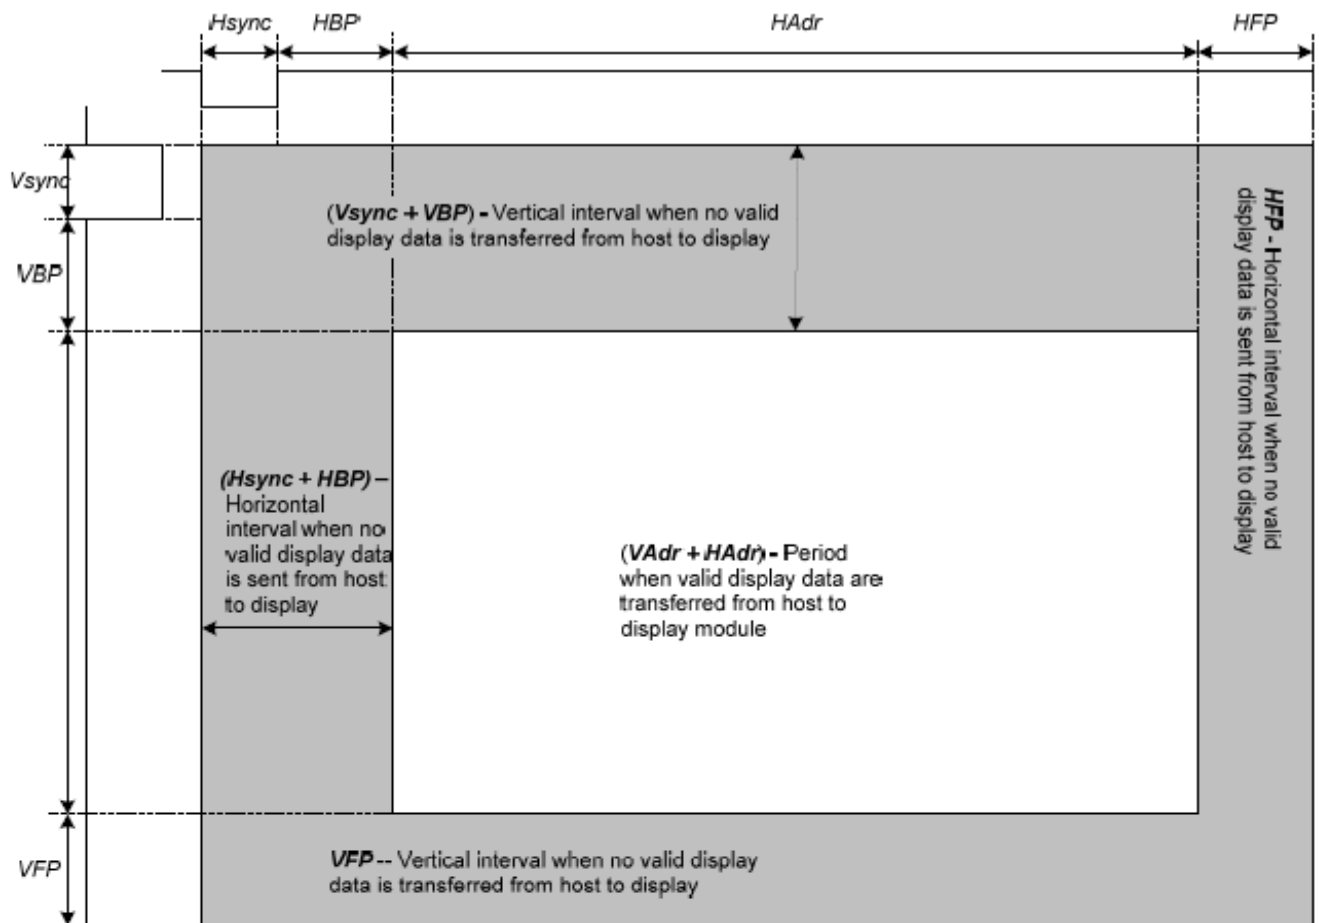 Hsync
HBP
HAdr
HFP
Vsync
VBP
VFP
(Vsync + VBP) - Vertical interval when no valid
display data is transferred from host to display
HFP - Horizontal interval when no valid
display data is sent from host to display
(Hsync + HBP) –
Horizontal
interval when no
valid display data
is sent from host
to display
(VAdr + HAdr) - Period
when valid display data are
transferred from host to
display module
VFP -- Vertical interval when no valid display
data is transferred from host to display